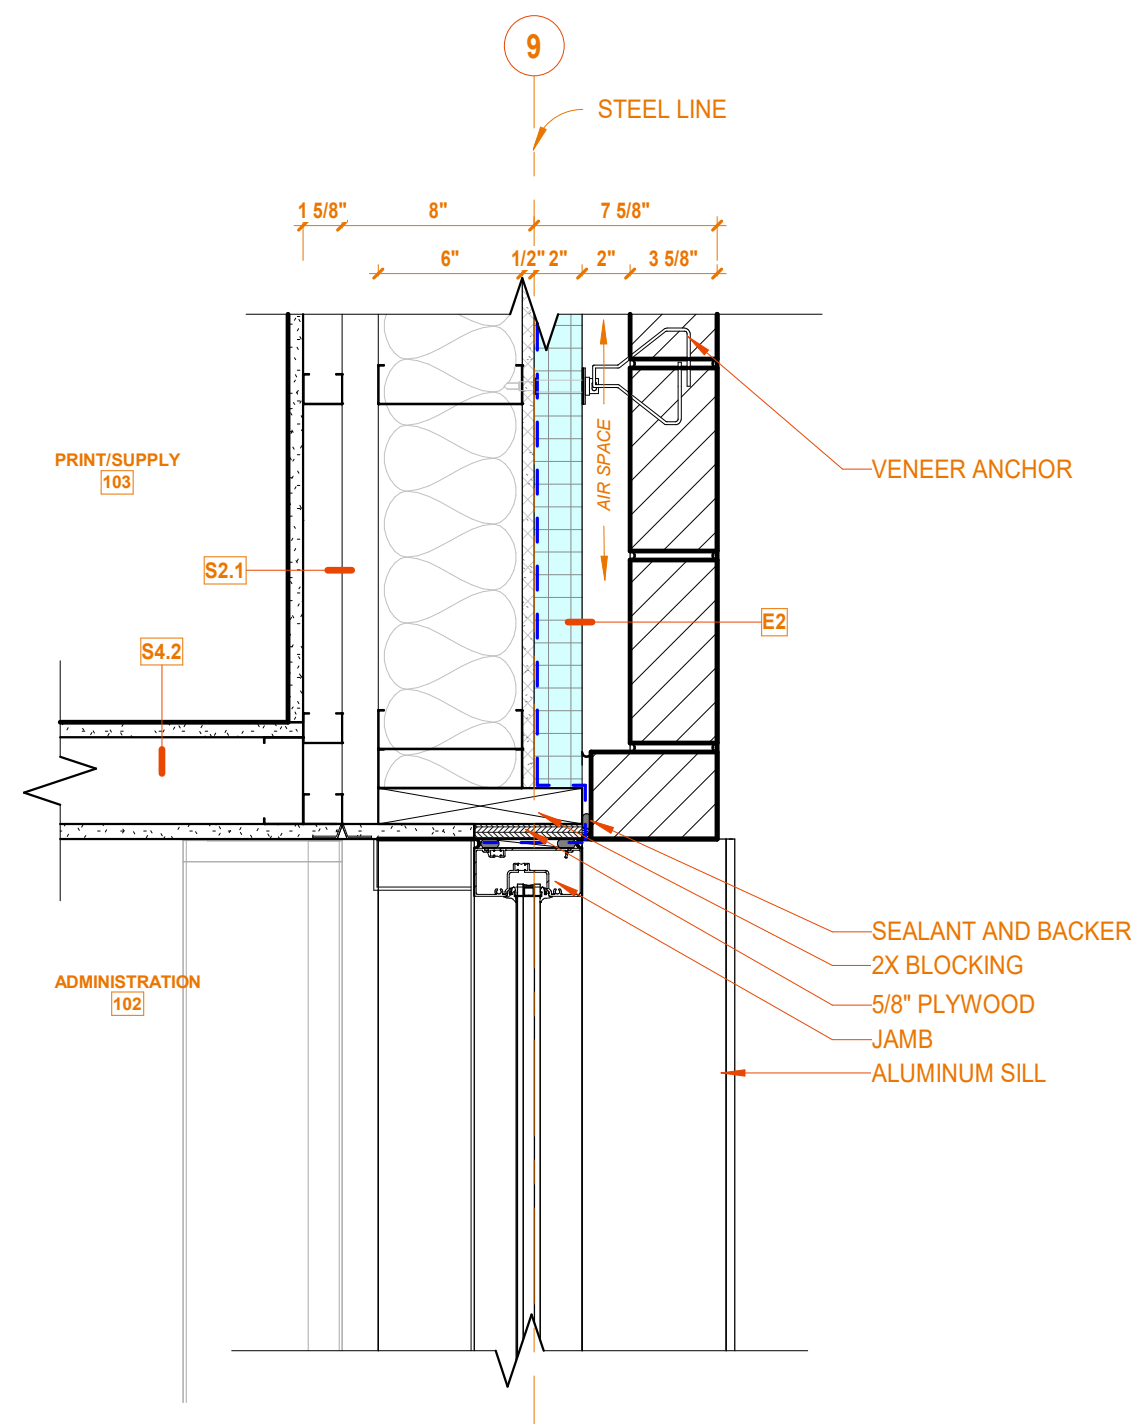 9
STEEL LINE
1 5/8"
8"
7 5/8"
6"
1/2"
2"
2"
3 5/8"
AIR SPACE
PRINT/SUPPLY
103
VENEER ANCHOR
S2.1
E2
S4.2
SEALANT AND BACKER
2X BLOCKING
ADMINISTRATION
102
5/8" PLYWOOD
JAMB
ALUMINUM SILL